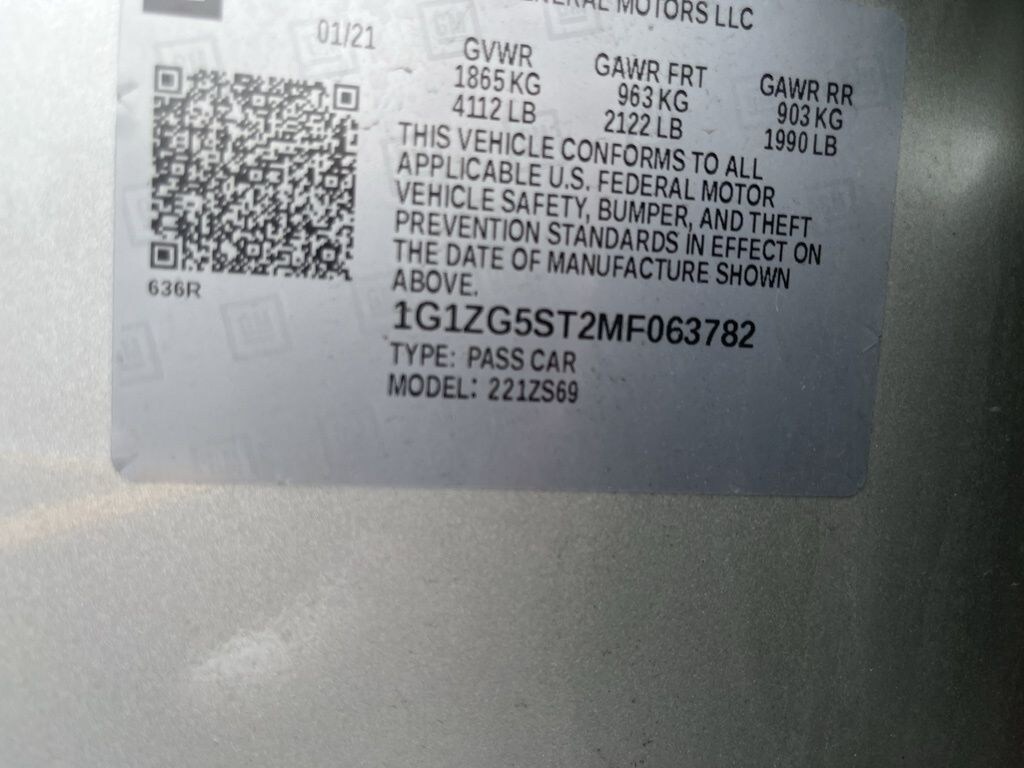 GENERAL MOTORS LLC
01/21
GVWR GAWR FRT GAWR RR
1865 KG 963 KG 903 KG
4112 LB 2122 LB 1990 LB
THIS VEHICLE CONFORMS TO ALL
APPLICABLE U.S. FEDERAL MOTOR
VEHICLE SAFETY, BUMPER, AND THEFT
PREVENTION STANDARDS IN EFFECT ON
THE DATE OF MANUFACTURE SHOWN
ABOVE.
636R
1G1ZG5ST2MF063782
TYPE: PASS CAR
MODEL: 221ZS69